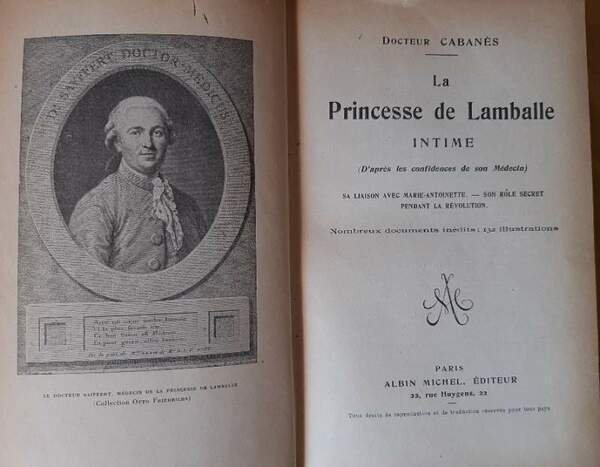 DE SAIFFERT DOCTOR MEDICUS
LE DOCTEUR SAIFFERT, MÉDECIN DE LA PRINCESSE DE LAMBALLE
(Collection OTTO FRIEDRICHS)
DOCTEUR CABANÈS
La
Princesse de Lamballe
INTIME
(D'après les confidences de son Médecin)
SA LIAISON AVEC MARIE-ANTOINETTE. — SON RÔLE SECRET
PENDANT LA RÉVOLUTION.
Nombreux documents inédits; 132 illustrations
PARIS
ALBIN MICHEL, ÉDITEUR
22, rue Huygens, 22
Tous droits de reproduction et de traduction réservés pour tous pays